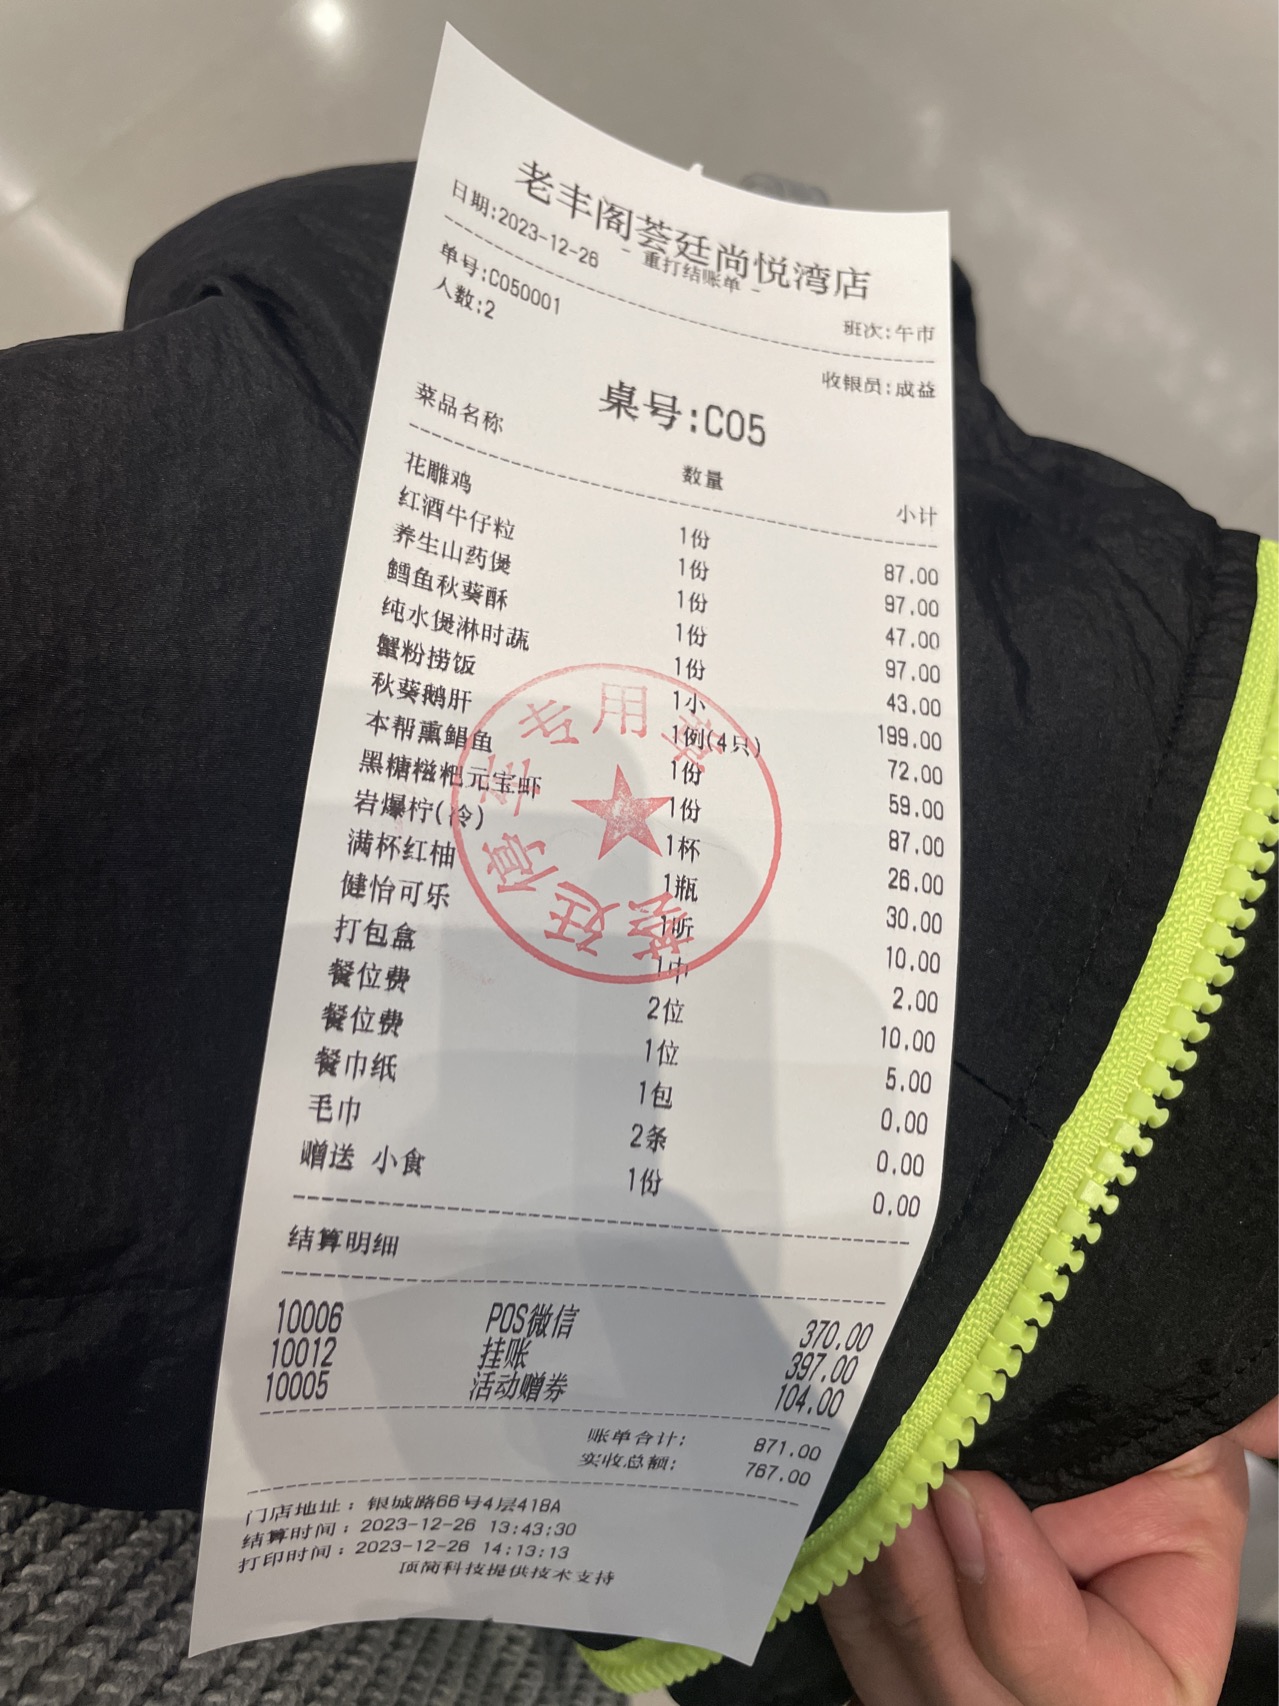 老丰阁荟廷尚悦湾店
- 重打结账单 -
日期:2023-12-26 班次:午市
单号:C050001 收银员:成益
人数:2
桌号:C05
菜品名称 数量 小计
花雕鸡 1份 87.00
红酒牛仔粒 1份 97.00
养生山药煲 1份 47.00
鳕鱼秋葵酥 1份 97.00
纯水煲淋时蔬 1份 43.00
蟹粉捞饭 1小 199.00
秋葵鹅肝 1例(4只) 72.00
本帮熏鲳鱼 1份 59.00
黑糖糍粑元宝虾 1份 87.00
岩爆柠(冷) 1杯 26.00
满杯红柚 1瓶 30.00
健怡可乐 1听 10.00
打包盒 1中 2.00
餐位费 2位 10.00
餐位费 1位 5.00
餐巾纸 1包 0.00
毛巾 2条 0.00
赠送 小食 1份 0.00
荟廷停车专用章
结算明细
10006 POS微信 370.00
10012 挂账 397.00
10005 活动赠券 104.00
账单合计: 871.00
实收总额: 767.00
门店地址：银城路66号4层418A
结算时间：2023-12-26 13:43:30
打印时间：2023-12-26 14:13:13
顶简科技提供技术支持